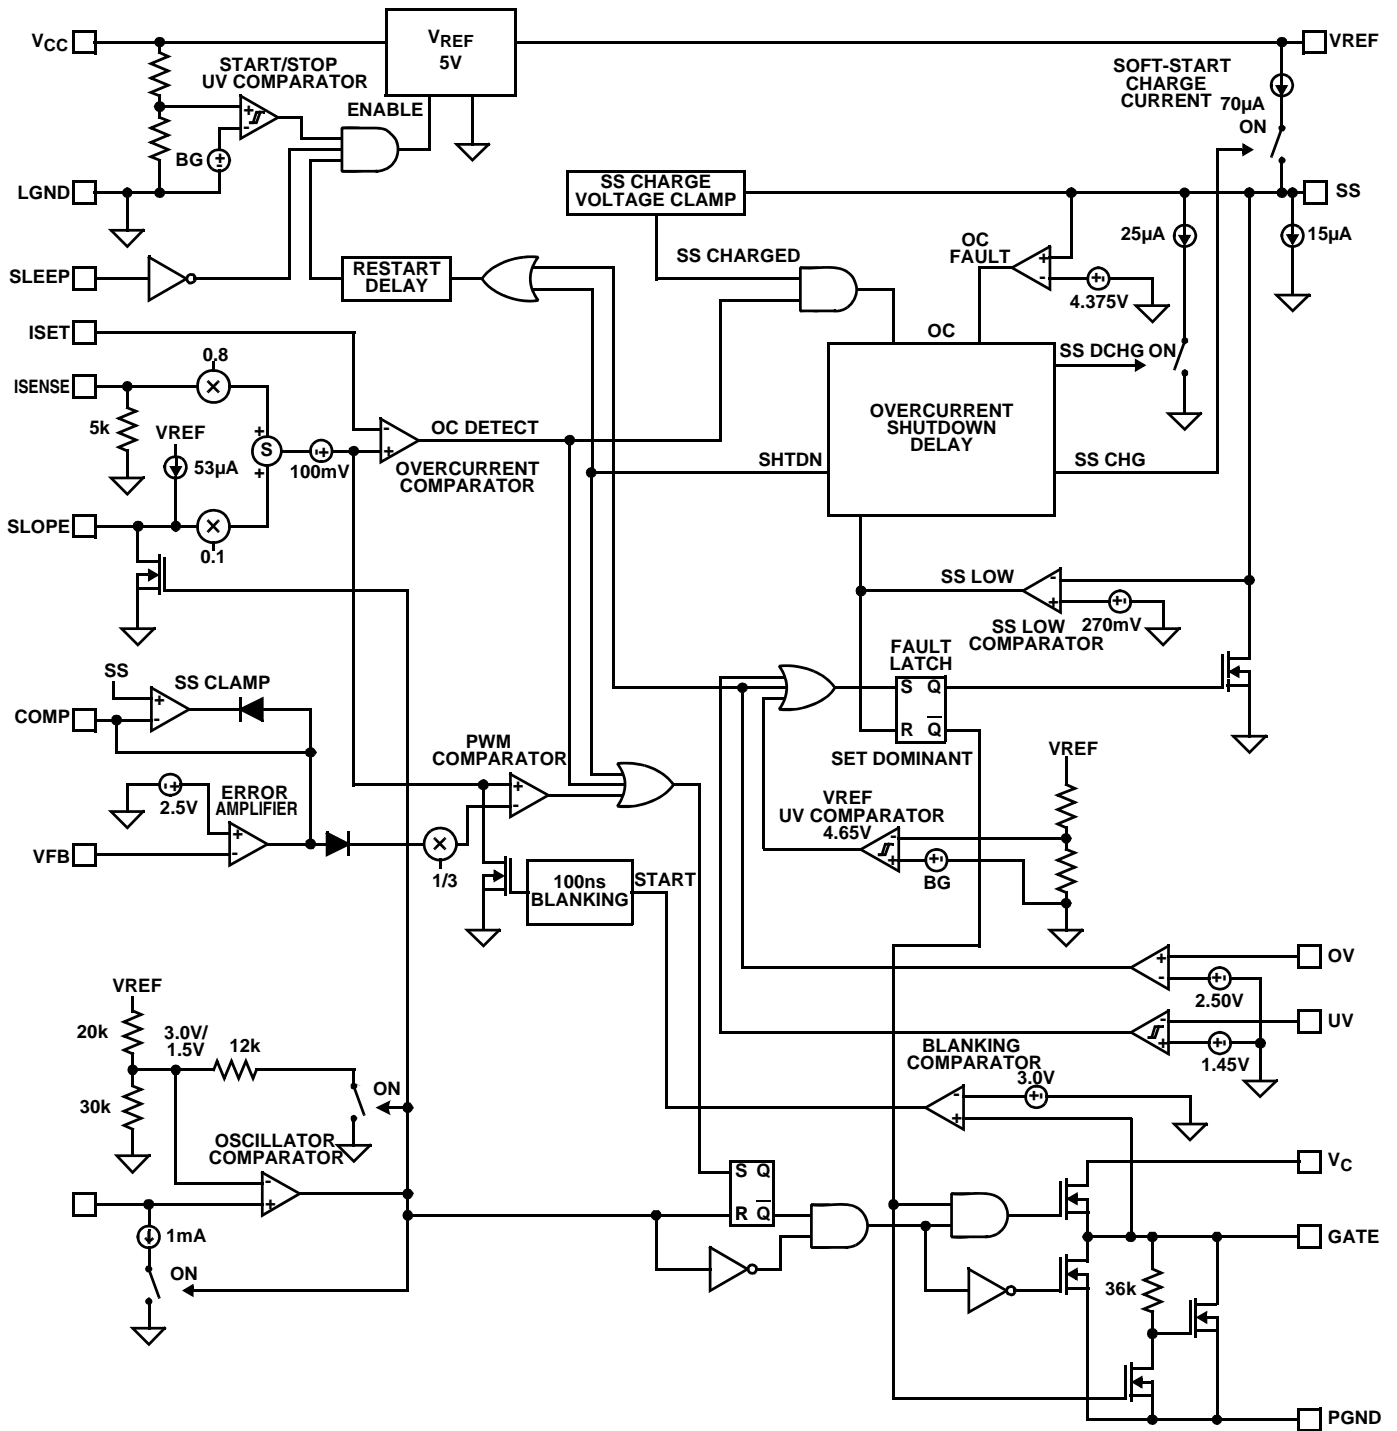 VCC
VREF
5V
VREF
START/STOP
UV COMPARATOR
ENABLE
SOFT-START
CHARGE
CURRENT
70µA
ON
+
-
BG
+
-
LGND
SS CHARGE
VOLTAGE CLAMP
SS
25µA
15µA
OC
FAULT
+
-
+
-
4.375V
SS CHARGED
SLEEP
RESTART
DELAY
ISET
OC
SS DCHG
ON
0.8
ISENSE
×
5k
VREF
53µA
+
S
+
-
+
100mV
-
+
OC DETECT
OVERCURRENT
COMPARATOR
OVERCURRENT
SHUTDOWN
DELAY
SHTDN
SS CHG
SLOPE
×
0.1
SS LOW
-
+
+
-
270mV
SS LOW
COMPARATOR
FAULT
LATCH
S Q
R Q
SET DOMINANT
SS
+
-
SS CLAMP
COMP
PWM
COMPARATOR
+
-
VREF
-
+
2.5V
ERROR
AMPLIFIER
+
-
VFB
×
1/3
VREF
UV COMPARATOR
4.65V
-
+
+
-
BG
100ns
BLANKING
START
OV
+
-
+
-
2.50V
UV
-
+
+
-
1.45V
VREF
20k
3.0V/
1.5V
12k
30k
ON
BLANKING
COMPARATOR
3.0V
+
-
-
+
OSCILLATOR
COMPARATOR
-
+
1mA
ON
S Q
R Q
VC
GATE
36k
PGND